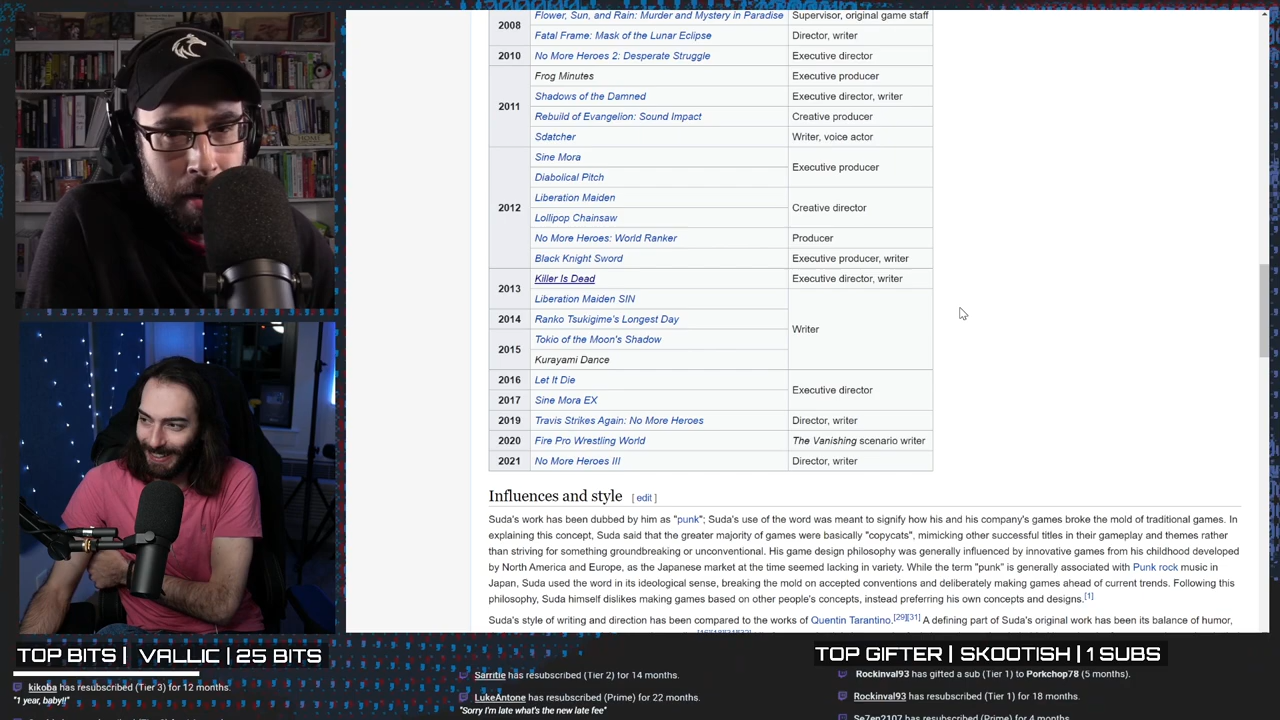 2008
Flower, Sun, and Rain: Murder and Mystery in Paradise Supervisor, original game staff
Fatal Frame: Mask of the Lunar Eclipse Director, writer
2010 No More Heroes 2: Desperate Struggle Executive director
2011
Frog Minutes Executive producer
Shadows of the Damned Executive director, writer
Rebuild of Evangelion: Sound Impact Creative producer
Sdatcher Writer, voice actor
2012
Sine Mora
Executive producer
Diabolical Pitch
Liberation Maiden
Creative director
Lollipop Chainsaw
No More Heroes: World Ranker Producer
Black Knight Sword Executive producer, writer
2013
Killer Is Dead Executive director, writer
Liberation Maiden SIN
2014 Ranko Tsukigime's Longest Day
Writer
2015
Tokio of the Moon's Shadow
Kurayami Dance
2016 Let It Die
Executive director
2017 Sine Mora EX
2019 Travis Strikes Again: No More Heroes Director, writer
2020 Fire Pro Wrestling World The Vanishing scenario writer
2021 No More Heroes III Director, writer
Influences and style [ edit ]
Suda's work has been dubbed by him as "punk"; Suda's use of the word was meant to signify how his and his company's games broke the mold of traditional games. In
explaining this concept, Suda said that the greater majority of games were basically "copycats", mimicking other successful titles in their gameplay and themes rather
than striving for something groundbreaking or unconventional. His game design philosophy was generally influenced by innovative games from his childhood developed
by North America and Europe, as the Japanese market at the time seemed lacking in variety. While the term "punk" is generally associated with Punk rock music in
Japan, Suda used the word in its ideological sense, breaking the mold on accepted conventions and deliberately making games ahead of current trends. Following this
philosophy, Suda himself dislikes making games based on other people's concepts, instead preferring his own concepts and designs.[1]
Suda's style of writing and direction has been compared to the works of Quentin Tarantino.[29][31] A defining part of Suda's original work has been its balance of humor,
TOP BITS | VALLIC | 25 BITS
TOP GIFTER | SKOOTISH | 1 SUBS
kikoba has resubscribed (Tier 3) for 12 months.
"1 year, baby!!"
Sarritie has resubscribed (Tier 2) for 14 months.
LukeAntone has resubscribed (Prime) for 22 months.
"Sorry I'm late what's the new late fee"
Rockinval93 has gifted a sub (Tier 1) to Porkchop78 (5 months).
Rockinval93 has resubscribed (Tier 1) for 18 months.
Se7en2107 has resubscribed (Prime) for 4 months.